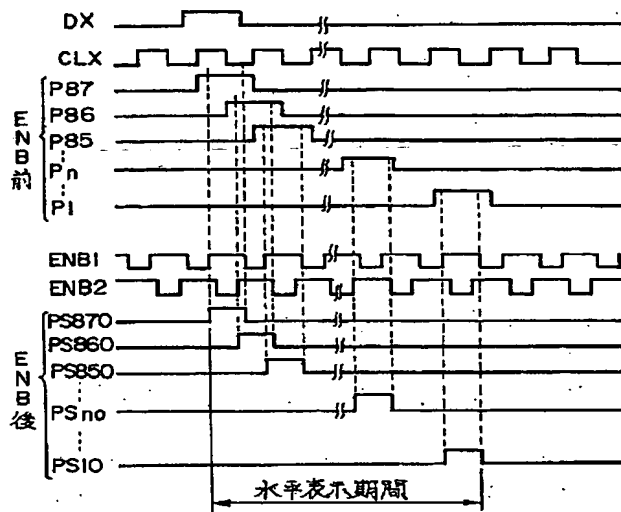 DX
CLX
ENB前
P87
P86
P85
Pn
P1
ENB1
ENB2
ENB後
PS870
PS860
PS850
PSno
PS10
水平表示期間